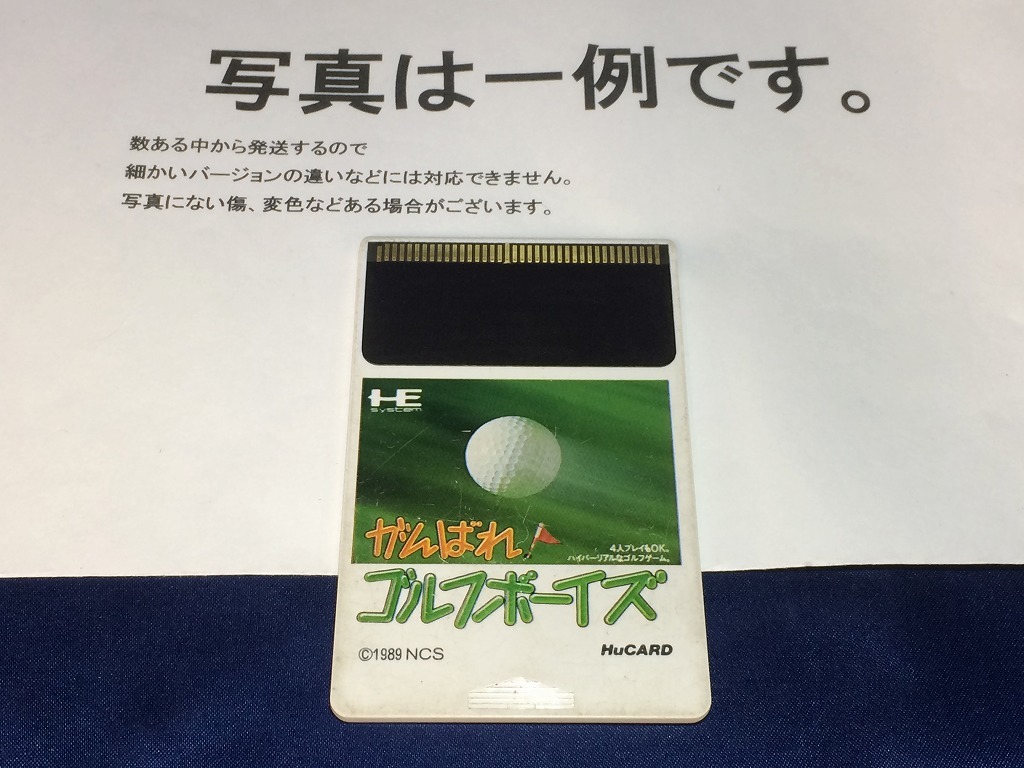 写真は一例です。
数ある中から発送するので
細かいバージョンの違いなどには対応できません。
写真にない傷、変色などある場合がございます。
HE
system
がんばれ!
4人プレイもOK。
ハイパーリアルなゴルフゲーム。
ゴルフボーイズ
©1989 NCS
HuCARD